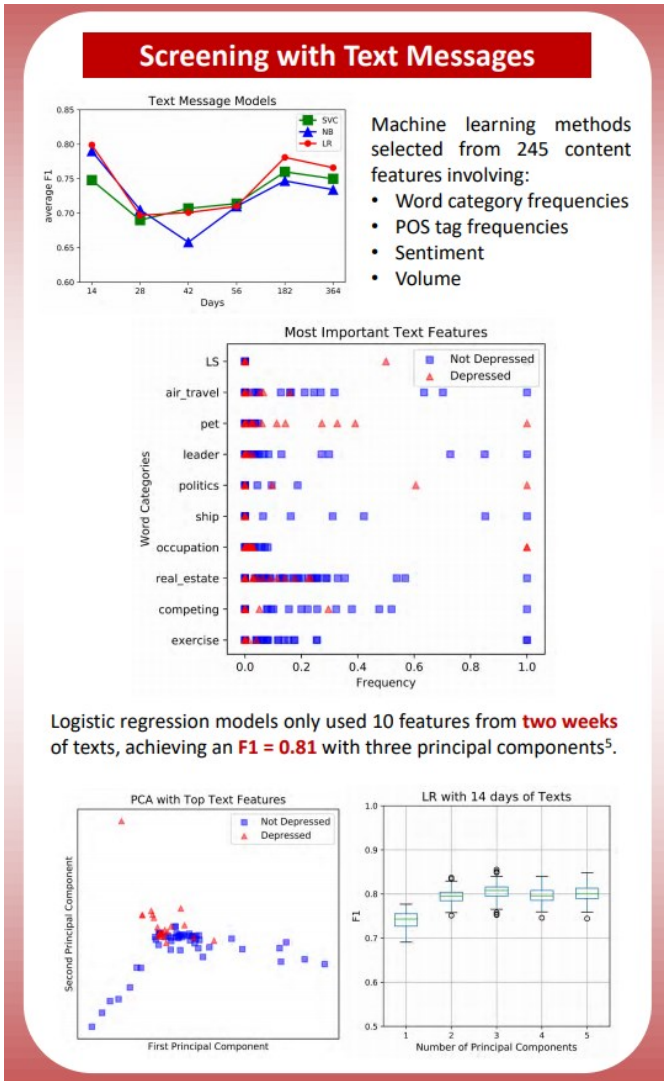 Screening with Text Messages
Text Message Models
0.85
0.80
0.75
0.70
0.65
0.60
average F1
SVC
NB
LR
14 28 42 56 182 364
Days
Machine learning methods
selected from 245 content
features involving:
• Word category frequencies
• POS tag frequencies
• Sentiment
• Volume
Most Important Text Features
Not Depressed
Depressed
Word Categories
LS
air_travel
pet
leader
politics
ship
occupation
real_estate
competing
exercise
0.0 0.2 0.4 0.6 0.8 1.0
Frequency
Logistic regression models only used 10 features from two weeks
of texts, achieving an F1 = 0.81 with three principal components5.
PCA with Top Text Features
Not Depressed
Depressed
Second Principal Component
First Principal Component
LR with 14 days of Texts
1.0
0.9
0.8
0.7
0.6
0.5
F1
1 2 3 4 5
Number of Principal Components